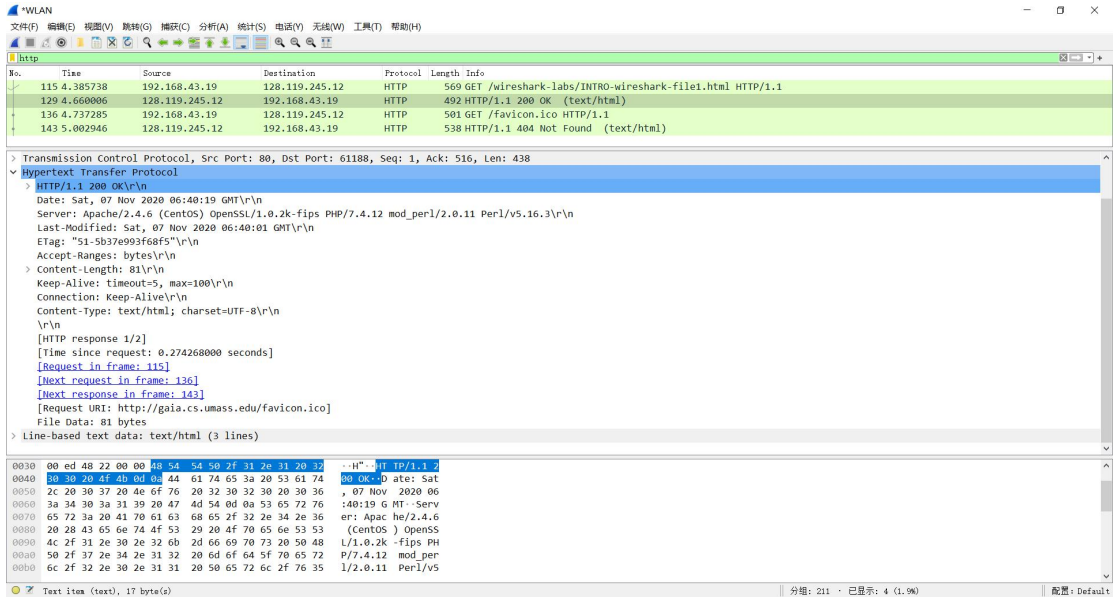 *WLAN
文件(F) 编辑(E) 视图(V) 跳转(G) 捕获(C) 分析(A) 统计(S) 电话(Y) 无线(W) 工具(T) 帮助(H)
http
No. Time Source Destination Protocol Length Info
115 4.385738 192.168.43.19 128.119.245.12 HTTP 569 GET /wireshark-labs/INTRO-wireshark-file1.html HTTP/1.1
129 4.660006 128.119.245.12 192.168.43.19 HTTP 492 HTTP/1.1 200 OK (text/html)
136 4.737285 192.168.43.19 128.119.245.12 HTTP 501 GET /favicon.ico HTTP/1.1
143 5.002946 128.119.245.12 192.168.43.19 HTTP 538 HTTP/1.1 404 Not Found (text/html)
> Transmission Control Protocol, Src Port: 80, Dst Port: 61188, Seq: 1, Ack: 516, Len: 438
Hypertext Transfer Protocol
> HTTP/1.1 200 OK\r\n
Date: Sat, 07 Nov 2020 06:40:19 GMT\r\n
Server: Apache/2.4.6 (CentOS) OpenSSL/1.0.2k-fips PHP/7.4.12 mod_perl/2.0.11 Perl/v5.16.3\r\n
Last-Modified: Sat, 07 Nov 2020 06:40:01 GMT\r\n
ETag: "51-5b37e993f68f5"\r\n
Accept-Ranges: bytes\r\n
> Content-Length: 81\r\n
Keep-Alive: timeout=5, max=100\r\n
Connection: Keep-Alive\r\n
Content-Type: text/html; charset=UTF-8\r\n
\r\n
[HTTP response 1/2]
[Time since request: 0.274268000 seconds]
[Request in frame: 115]
[Next request in frame: 136]
[Next response in frame: 143]
[Request URI: http://gaia.cs.umass.edu/favicon.ico]
File Data: 81 bytes
> Line-based text data: text/html (3 lines)
0030 00 ed 48 22 00 00 48 54 54 50 2f 31 2e 31 20 32 ··H"··HT TP/1.1 2
0040 30 30 20 4f 4b 0d 0a 44 61 74 65 3a 20 53 61 74 00 OK··D ate: Sat
0050 2c 20 30 37 20 4e 6f 76 20 32 30 32 30 20 30 36 , 07 Nov 2020 06
0060 3a 34 30 3a 31 39 20 47 4d 54 0d 0a 53 65 72 76 :40:19 G MT··Serv
0070 65 72 3a 20 41 70 61 63 68 65 2f 32 2e 34 2e 36 er: Apac he/2.4.6
0080 20 28 43 65 6e 74 4f 53 29 20 4f 70 65 6e 53 53 (CentOS ) OpenSS
0090 4c 2f 31 2e 30 2e 32 6b 2d 66 69 70 73 20 50 48 L/1.0.2k -fips PH
00a0 50 2f 37 2e 34 2e 31 32 20 6d 6f 64 5f 70 65 72 P/7.4.12 mod_per
00b0 6c 2f 32 2e 30 2e 31 31 20 50 65 72 6c 2f 76 35 l/2.0.11 Perl/v5
Text item (text), 17 byte(s) 分组: 211 · 已显示: 4 (1.9%) 配置: Default